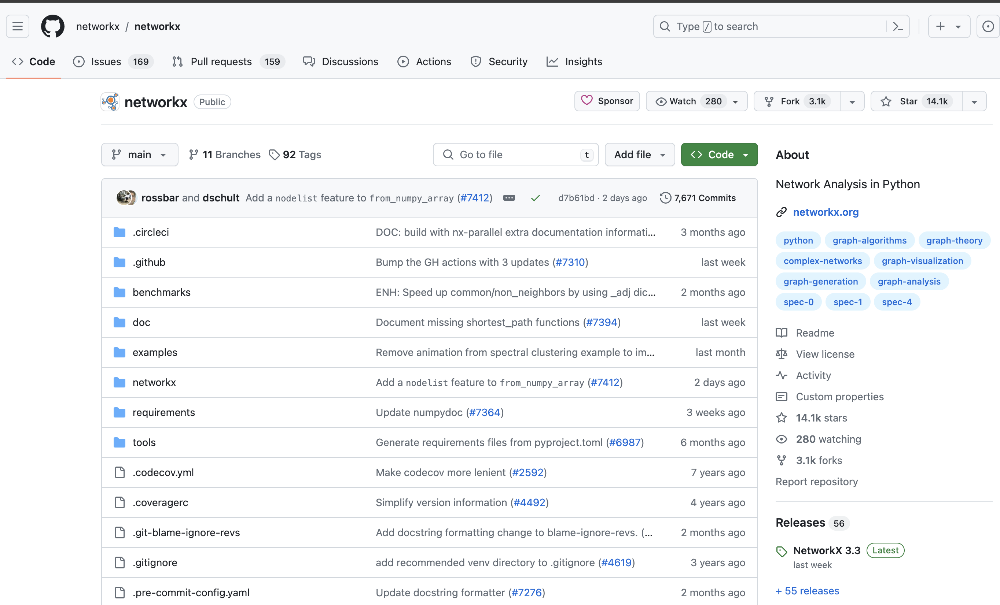 networkx / networkx
Type / to search
Code Issues 169 Pull requests 159 Discussions Actions Security Insights
networkx Public Sponsor Watch 280 Fork 3.1k Star 14.1k
main 11 Branches 92 Tags Go to file t Add file Code
rossbar and dschult Add a nodelist feature to from_numpy_array (#7412) d7b61bd · 2 days ago 7,671 Commits
.circleci DOC: build with nx-parallel extra documentation informati... 3 months ago
.github Bump the GH actions with 3 updates (#7310) last week
benchmarks ENH: Speed up common/non_neighbors by using _adj dic... 2 months ago
doc Document missing shortest_path functions (#7394) last week
examples Remove animation from spectral clustering example to im... last month
networkx Add a nodelist feature to from_numpy_array (#7412) 2 days ago
requirements Update numpydoc (#7364) 3 weeks ago
tools Generate requirements files from pyproject.toml (#6987) 6 months ago
.codecov.yml Make codecov more lenient (#2592) 7 years ago
.coveragerc Simplify version information (#4492) 4 years ago
.git-blame-ignore-revs Add docstring formatting change to blame-ignore-revs. (... 2 months ago
.gitignore add recommended venv directory to .gitignore (#4619) 3 years ago
.pre-commit-config.yaml Update docstring formatter (#7276) 2 months ago
About
Network Analysis in Python
networkx.org
python graph-algorithms graph-theory
complex-networks graph-visualization
graph-generation graph-analysis
spec-0 spec-1 spec-4
Readme
View license
Activity
Custom properties
14.1k stars
280 watching
3.1k forks
Report repository
Releases 56
NetworkX 3.3 Latest
last week
+ 55 releases